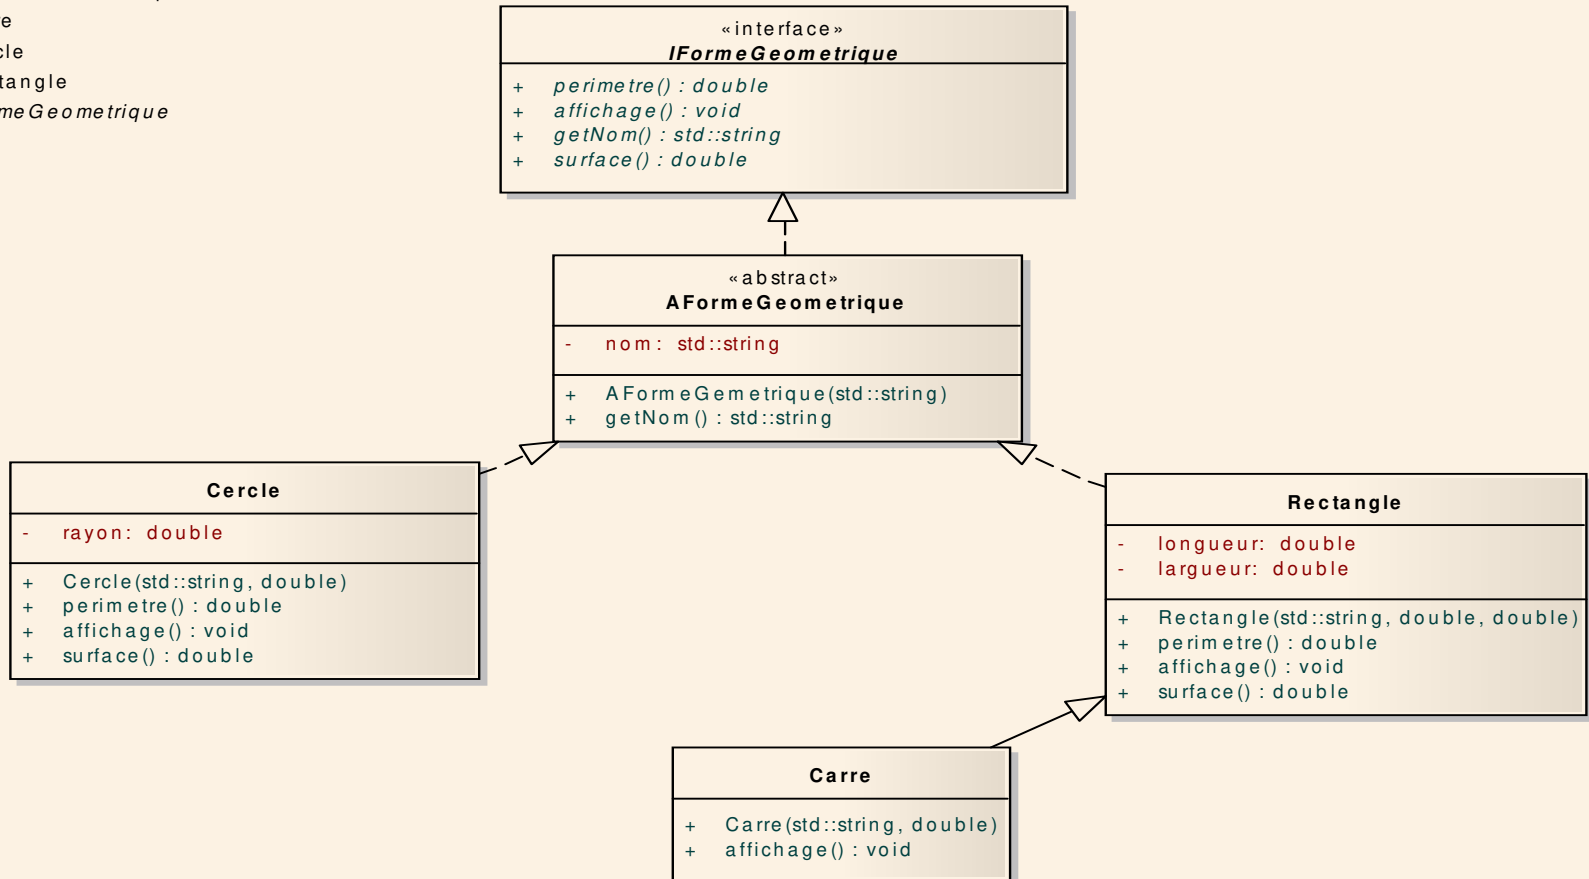 re
cle
tangle
meGeometrique
«interface»
IFormeGeometrique
+ perimetre() : double
+ affichage() : void
+ getNom() : std::string
+ surface() : double
«abstract»
AFormeGeometrique
- nom: std::string
+ AFormeGemetrique(std::string)
+ getNom() : std::string
Cercle
- rayon: double
+ Cercle(std::string, double)
+ perimetre() : double
+ affichage() : void
+ surface() : double
Rectangle
- longueur: double
- largueur: double
+ Rectangle(std::string, double, double)
+ perimetre() : double
+ affichage() : void
+ surface() : double
Carre
+ Carre(std::string, double)
+ affichage() : void